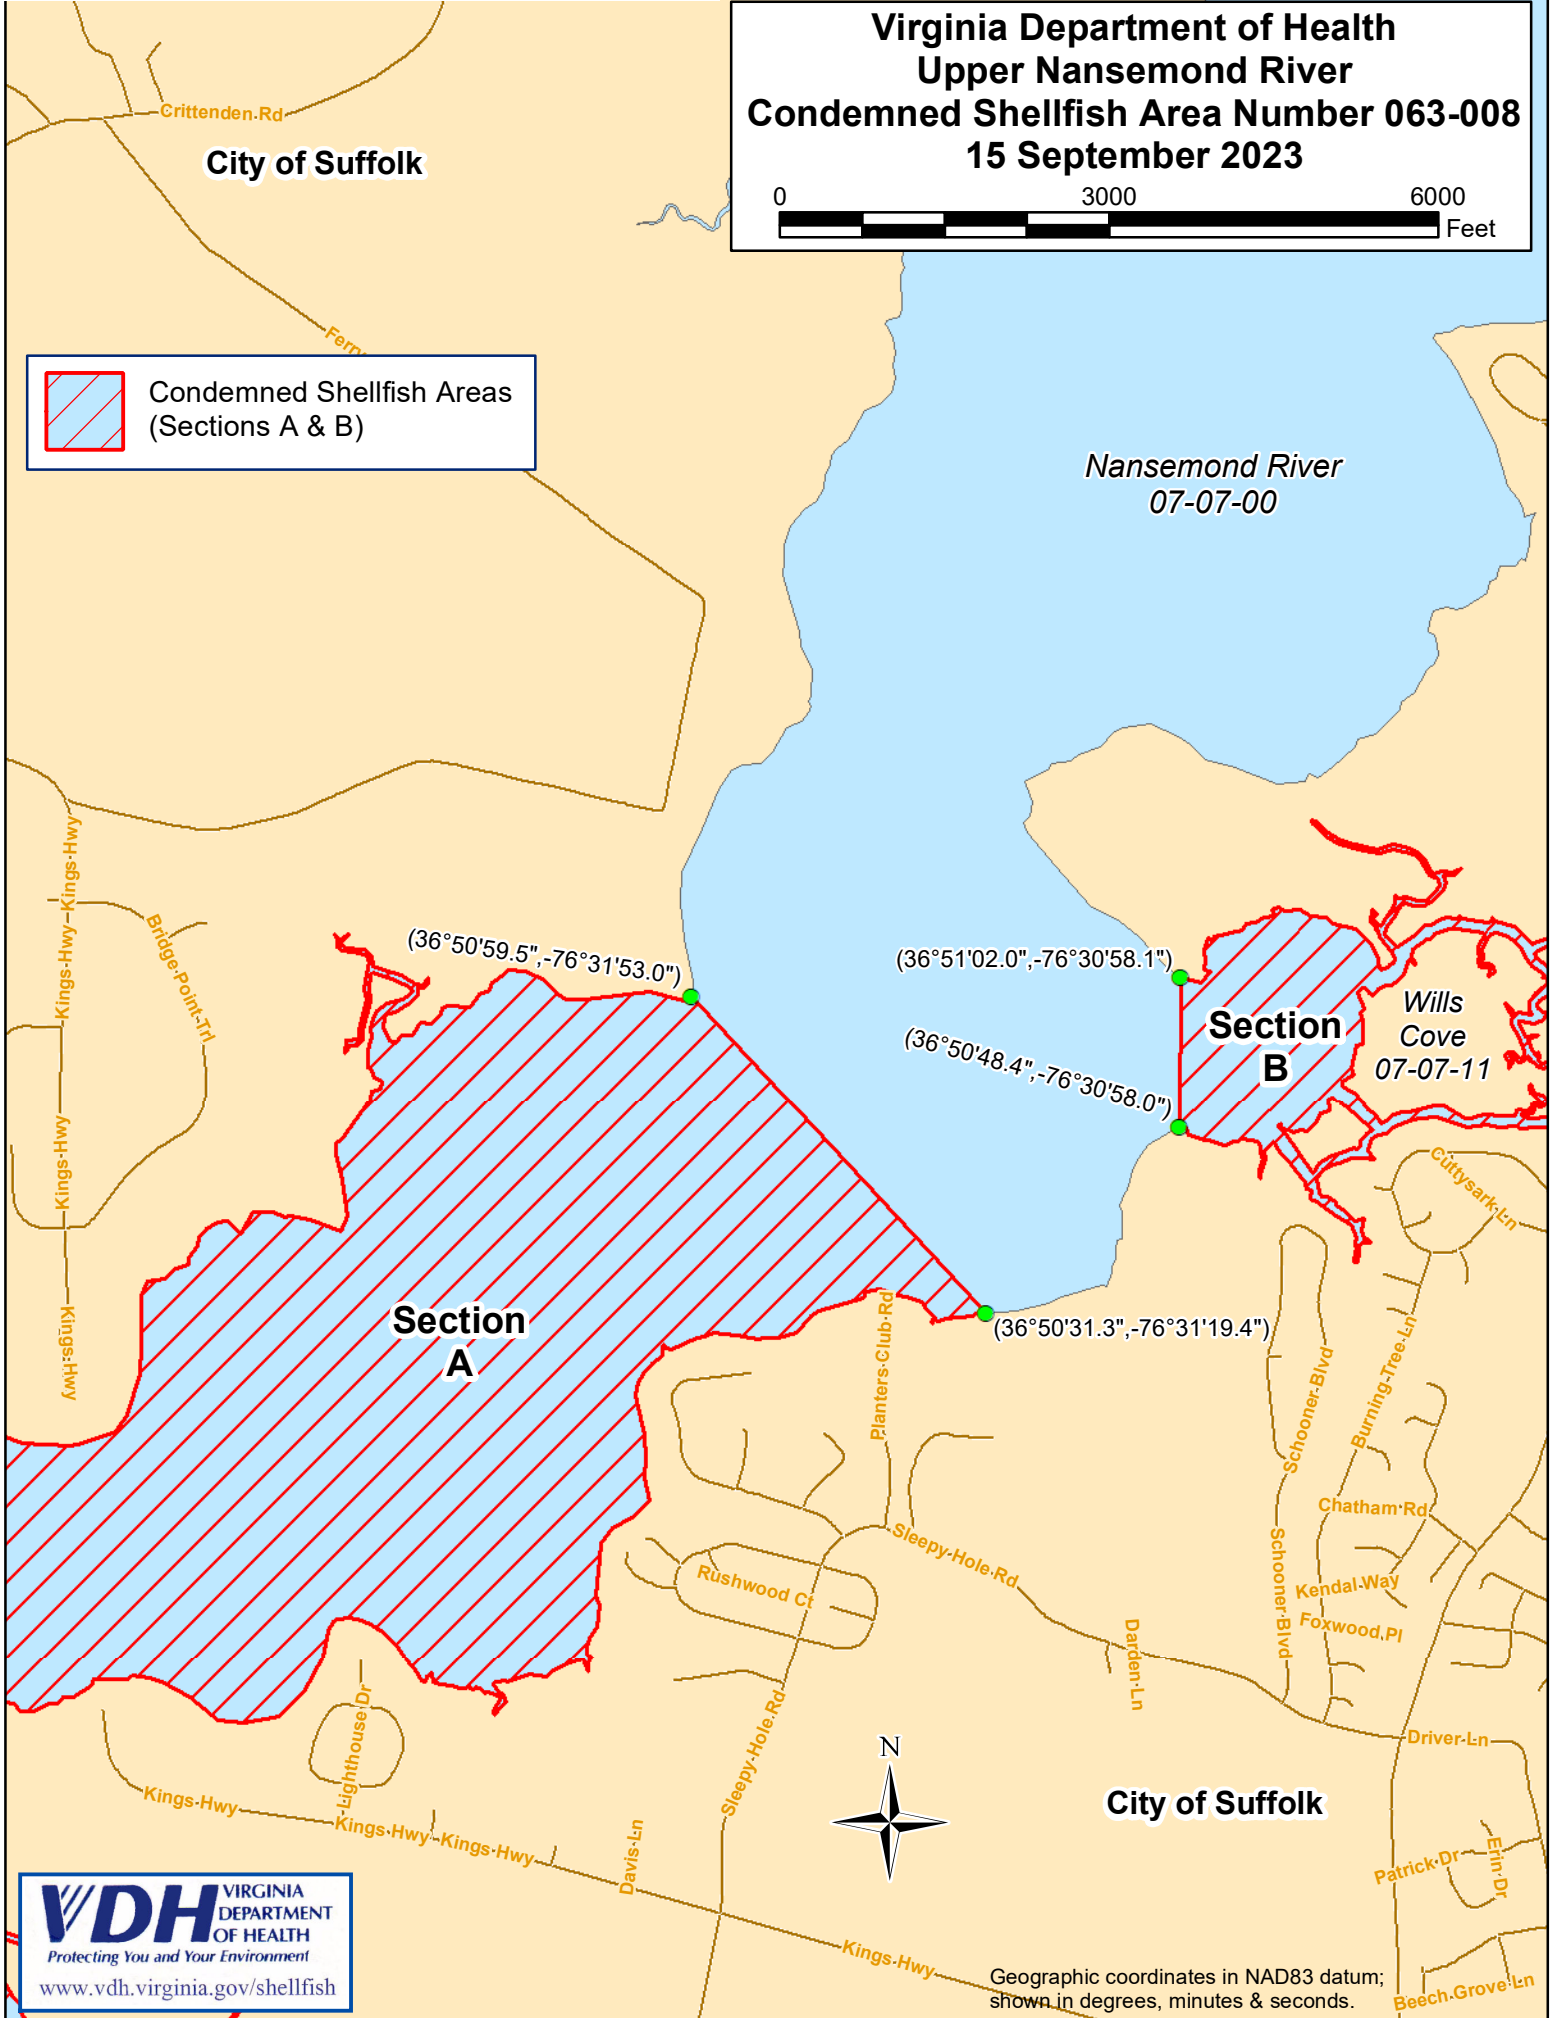 Virginia Department of Health
Upper Nansemond River
Condemned Shellfish Area Number 063-008
15 September 2023
0 3000 6000
Feet
Crittenden Rd
City of Suffolk
Ferry
Condemned Shellfish Areas
(Sections A & B)
Nansemond River
07-07-00
Kings Hwy
Kings Hwy
Kings Hwy
Kings Hwy
Bridge Point Trl
(36°50'59.5",-76°31'53.0")
(36°51'02.0",-76°30'58.1")
(36°50'48.4",-76°30'58.0")
Section
B
Wills
Cove
07-07-11
Cuttysark Ln
Section
A
(36°50'31.3",-76°31'19.4")
Planters Club Rd
Schooner Blvd
Burning Tree Ln
Chatham Rd
Sleepy Hole Rd
Rushwood Ct
Schooner Blvd
Kendal Way
Foxwood Pl
Darden Ln
Driver Ln
Lighthouse Dr
Sleepy Hole Rd
N
City of Suffolk
Kings Hwy
Kings Hwy
Kings Hwy
Davis Ln
Patrick Dr
Erin Dr
Kings Hwy
Beech Grove Ln
VDH VIRGINIA
DEPARTMENT
OF HEALTH
Protecting You and Your Environment
www.vdh.virginia.gov/shellfish
Geographic coordinates in NAD83 datum;
shown in degrees, minutes & seconds.